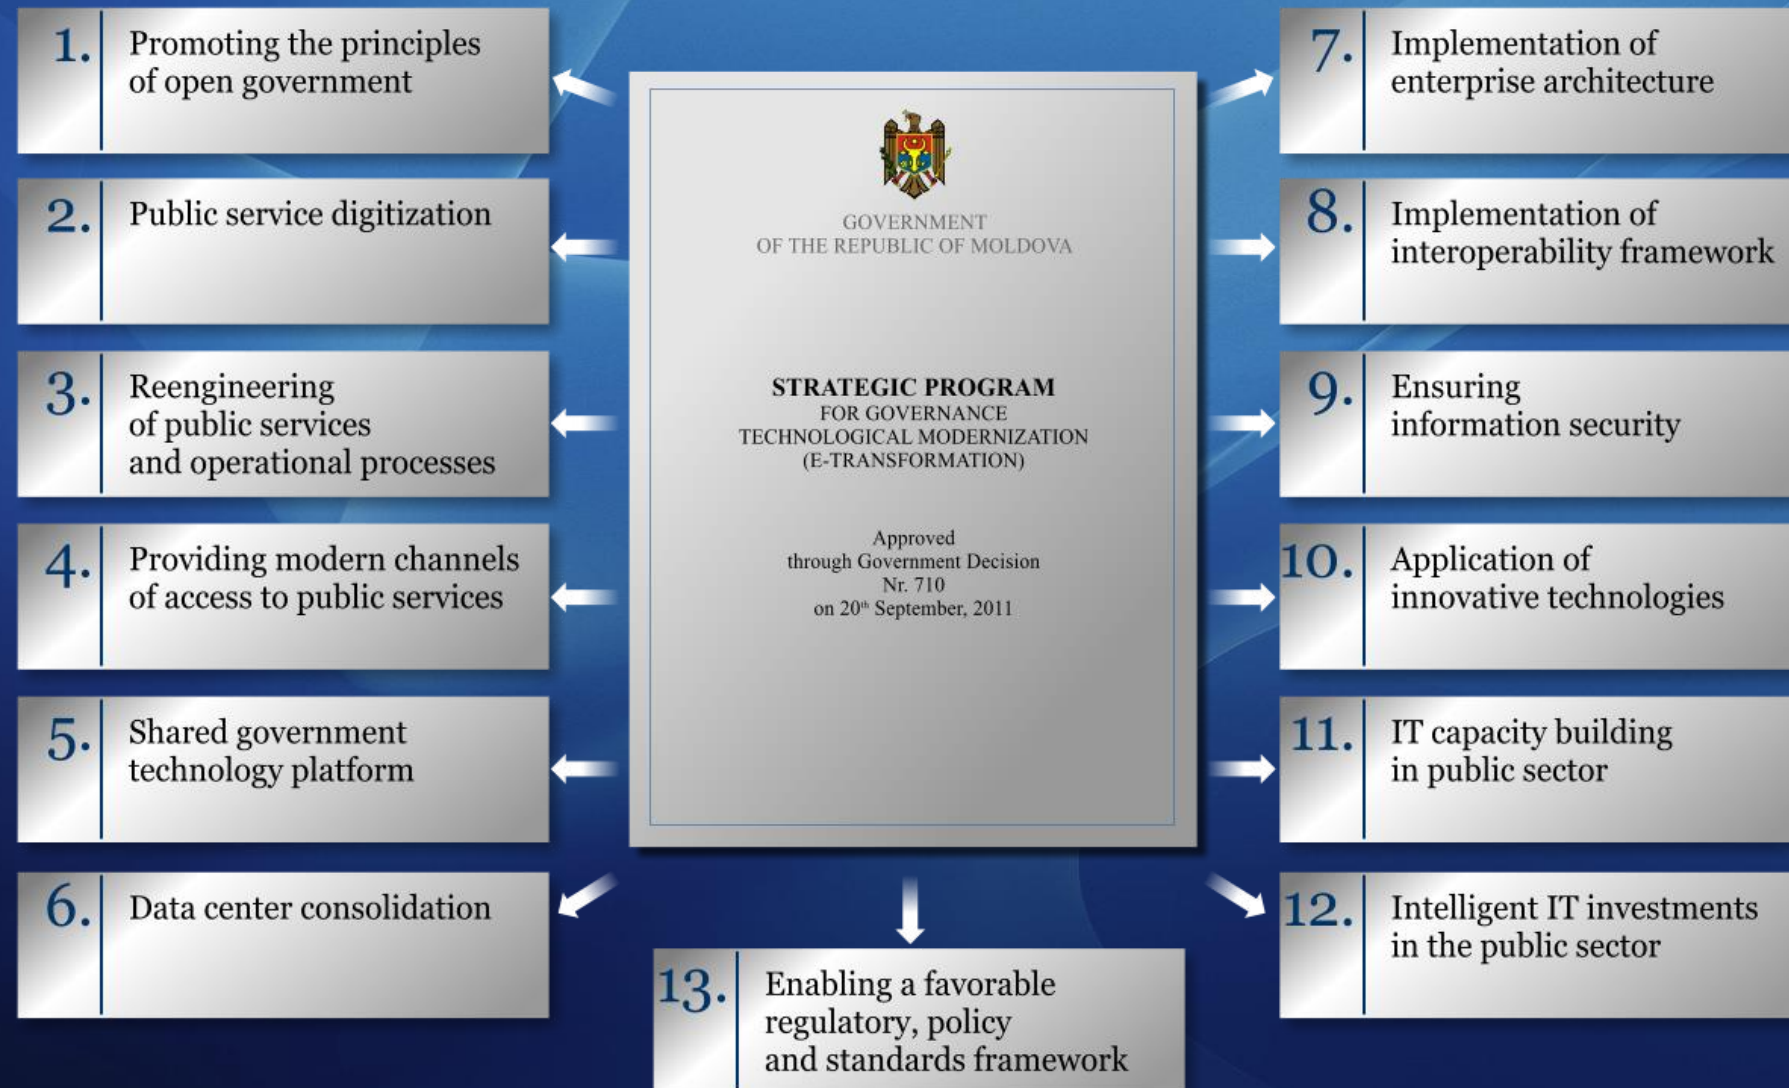 1. Promoting the principles
of open government
2. Public service digitization
3. Reengineering
of public services
and operational processes
4. Providing modern channels
of access to public services
5. Shared government
technology platform
6. Data center consolidation
GOVERNMENT
OF THE REPUBLIC OF MOLDOVA
STRATEGIC PROGRAM
FOR GOVERNANCE
TECHNOLOGICAL MODERNIZATION
(E-TRANSFORMATION)
Approved
through Government Decision
Nr. 710
on 20th September, 2011
7. Implementation of
enterprise architecture
8. Implementation of
interoperability framework
9. Ensuring
information security
10. Application of
innovative technologies
11. IT capacity building
in public sector
12. Intelligent IT investments
in the public sector
13. Enabling a favorable
regulatory, policy
and standards framework